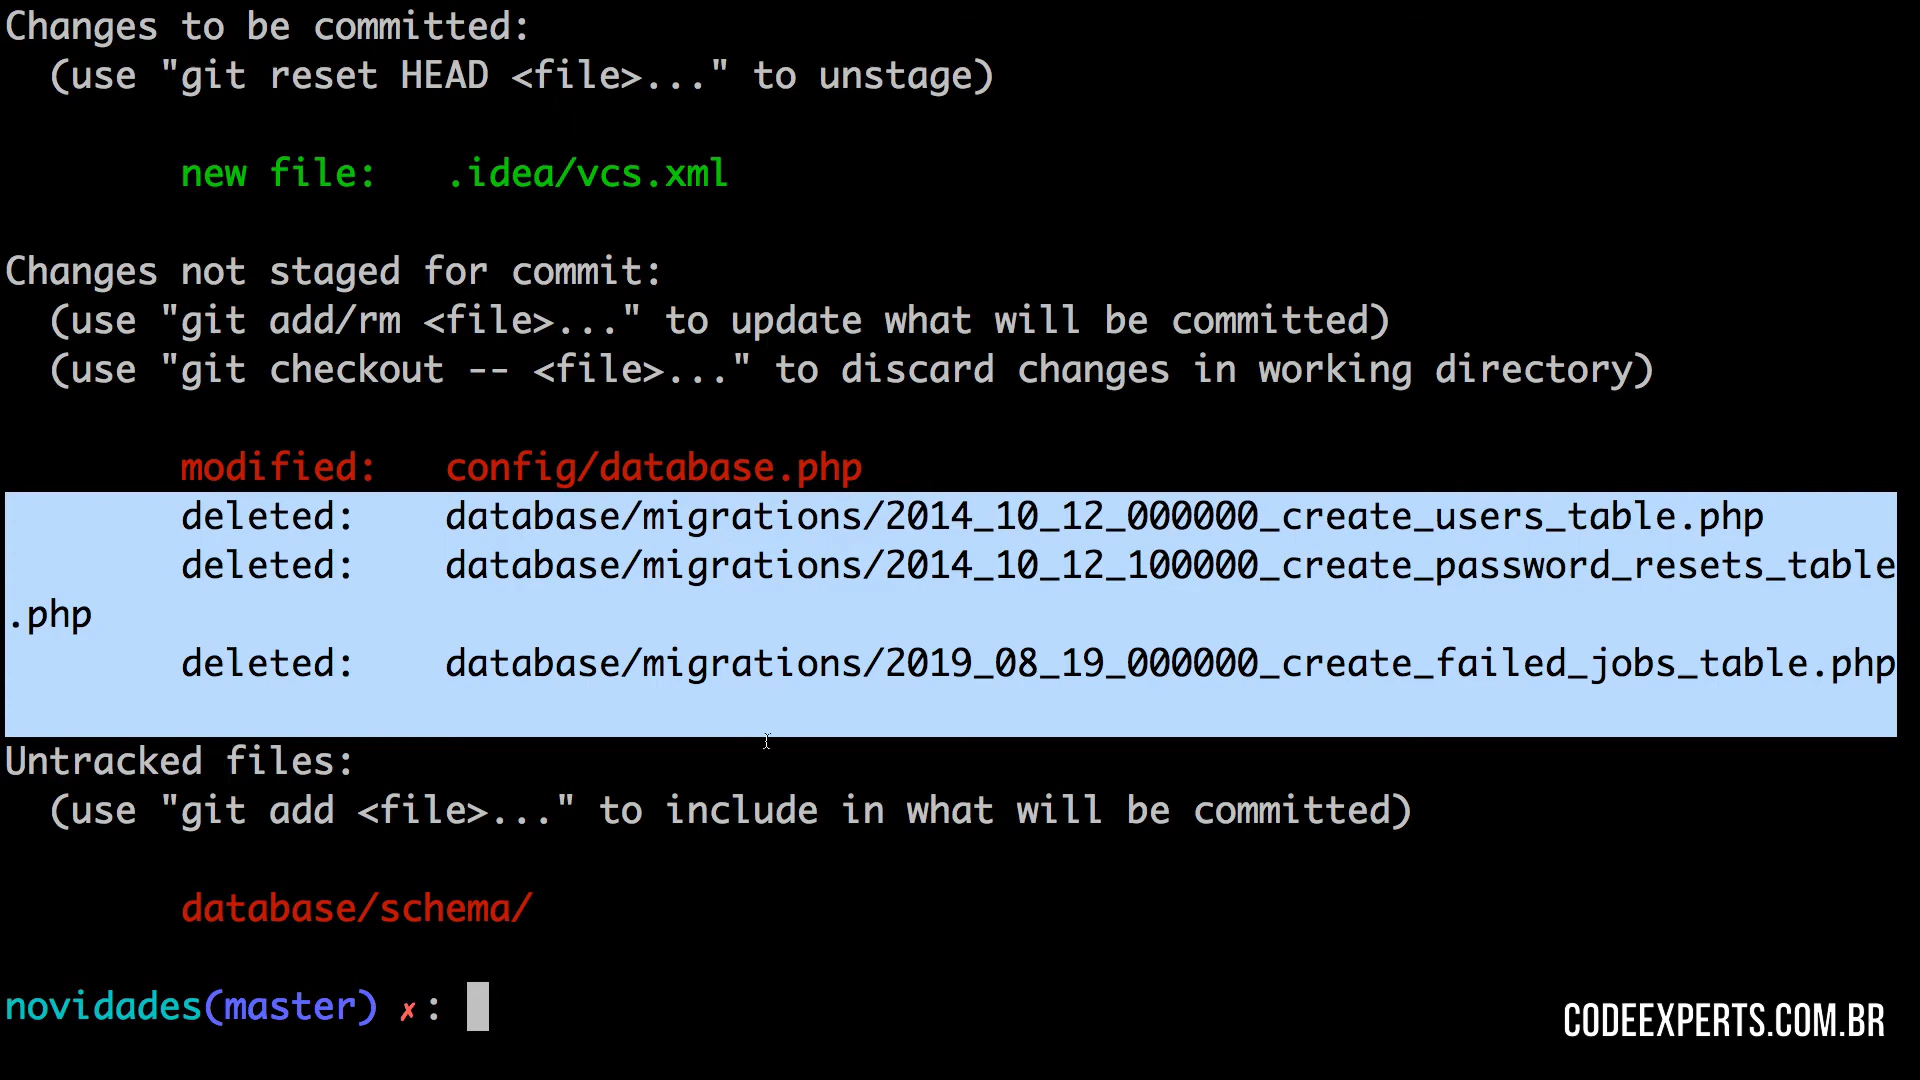 Changes to be committed:
(use "git reset HEAD <file>..." to unstage)
new file: .idea/vcs.xml
Changes not staged for commit:
(use "git add/rm <file>..." to update what will be committed)
(use "git checkout -- <file>..." to discard changes in working directory)
modified: config/database.php
deleted: database/migrations/2014_10_12_000000_create_users_table.php
deleted: database/migrations/2014_10_12_100000_create_password_resets_table
.php
deleted: database/migrations/2019_08_19_000000_create_failed_jobs_table.php
Untracked files:
(use "git add <file>..." to include in what will be committed)
database/schema/
novidades(master) ✗:
CODEEXPERTS.COM.BR